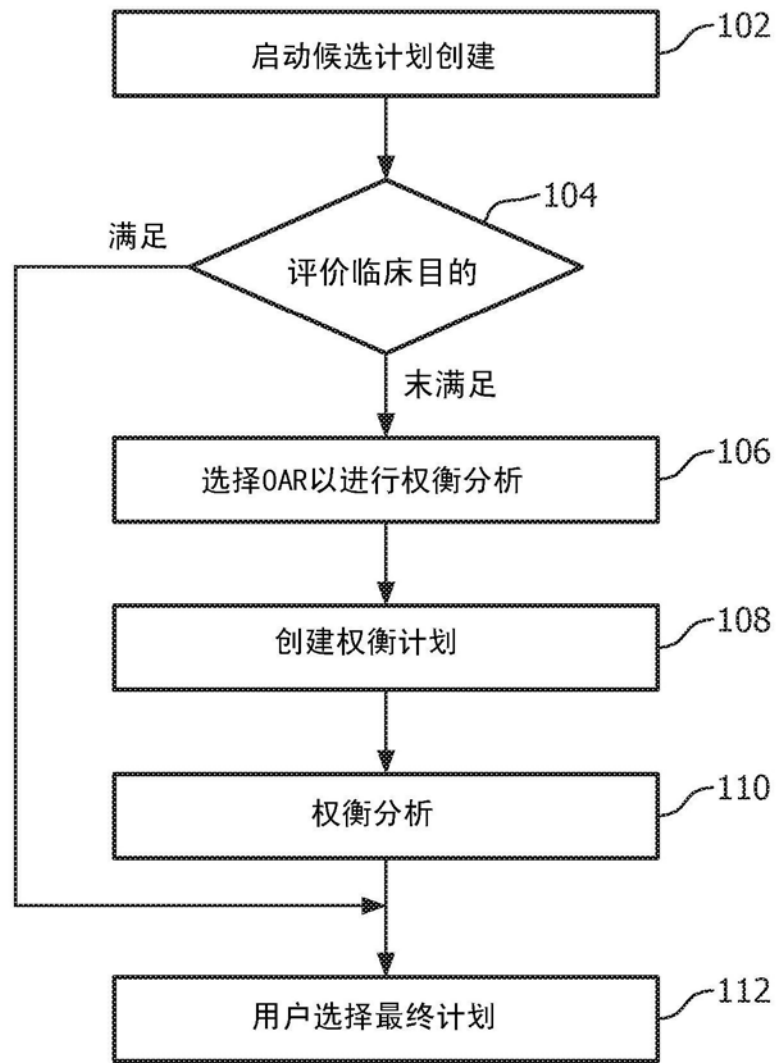 启动候选计划创建
102
104
满足
评价临床目的
末满足
选择OAR以进行权衡分析
106
创建权衡计划
108
权衡分析
110
用户选择最终计划
112